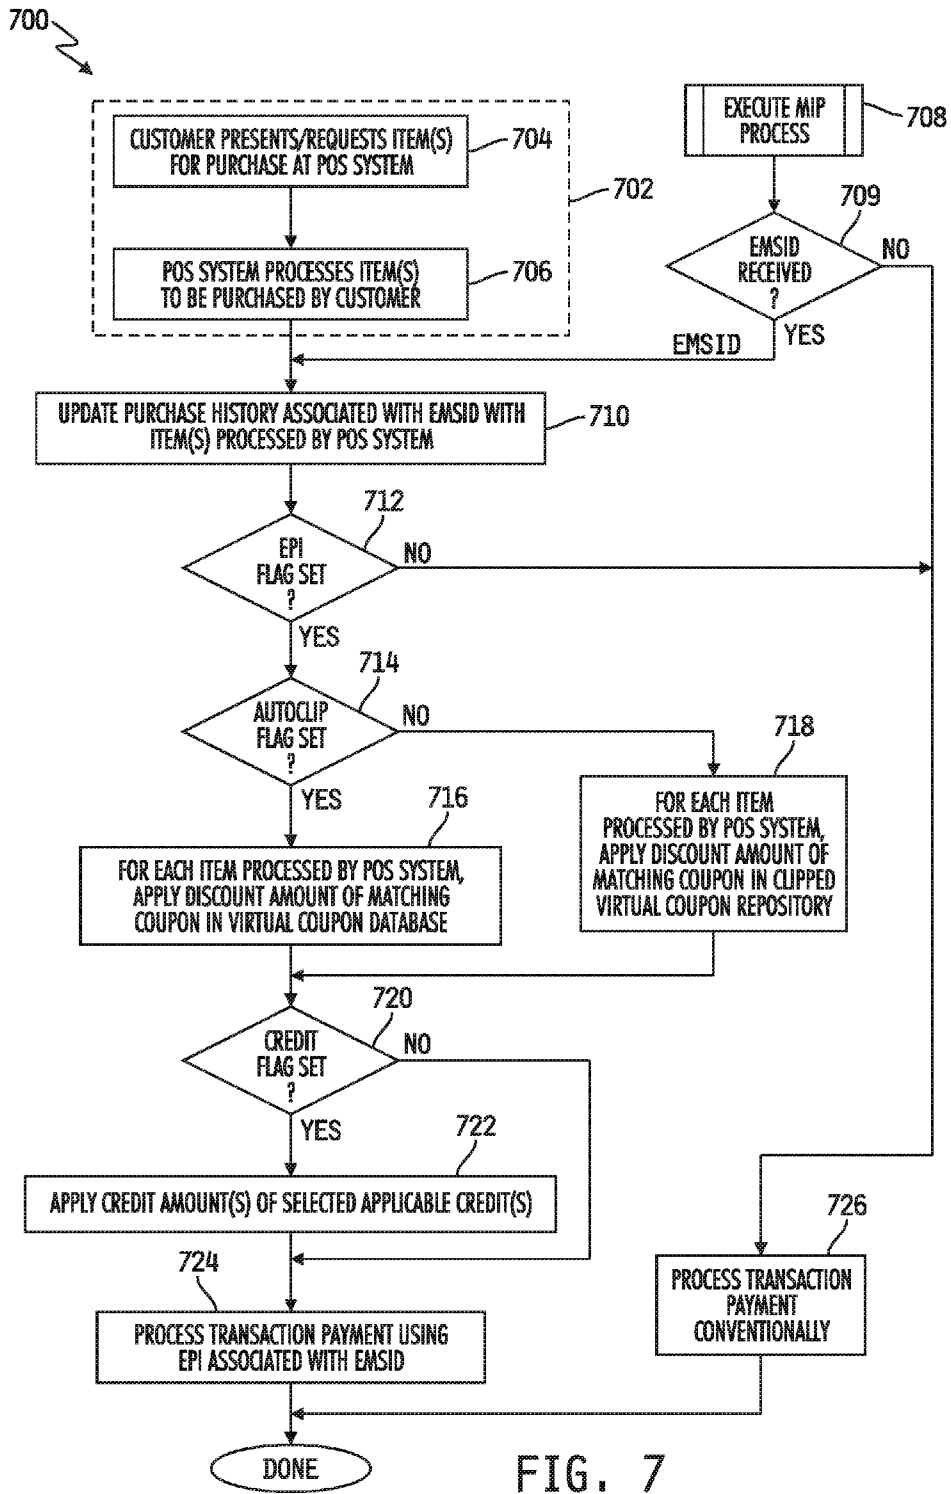 700
CUSTOMER PRESENTS/REQUESTS ITEM(S)
FOR PURCHASE AT POS SYSTEM
704
702
POS SYSTEM PROCESSES ITEM(S)
TO BE PURCHASED BY CUSTOMER
706
EXECUTE MIP
PROCESS
708
709
EMSID
RECEIVED
?
NO
YES
EMSID
UPDATE PURCHASE HISTORY ASSOCIATED WITH EMSID WITH
ITEM(S) PROCESSED BY POS SYSTEM
710
712
EPI
FLAG SET
?
NO
YES
714
AUTOCLIP
FLAG SET
?
NO
YES
716
FOR EACH ITEM PROCESSED BY POS SYSTEM,
APPLY DISCOUNT AMOUNT OF MATCHING
COUPON IN VIRTUAL COUPON DATABASE
718
FOR EACH ITEM
PROCESSED BY POS SYSTEM,
APPLY DISCOUNT AMOUNT OF
MATCHING COUPON IN CLIPPED
VIRTUAL COUPON REPOSITORY
720
CREDIT
FLAG SET
?
NO
YES
722
APPLY CREDIT AMOUNT(S) OF SELECTED APPLICABLE CREDIT(S)
724
PROCESS TRANSACTION PAYMENT USING
EPI ASSOCIATED WITH EMSID
726
PROCESS TRANSACTION
PAYMENT
CONVENTIONALLY
DONE
FIG. 7